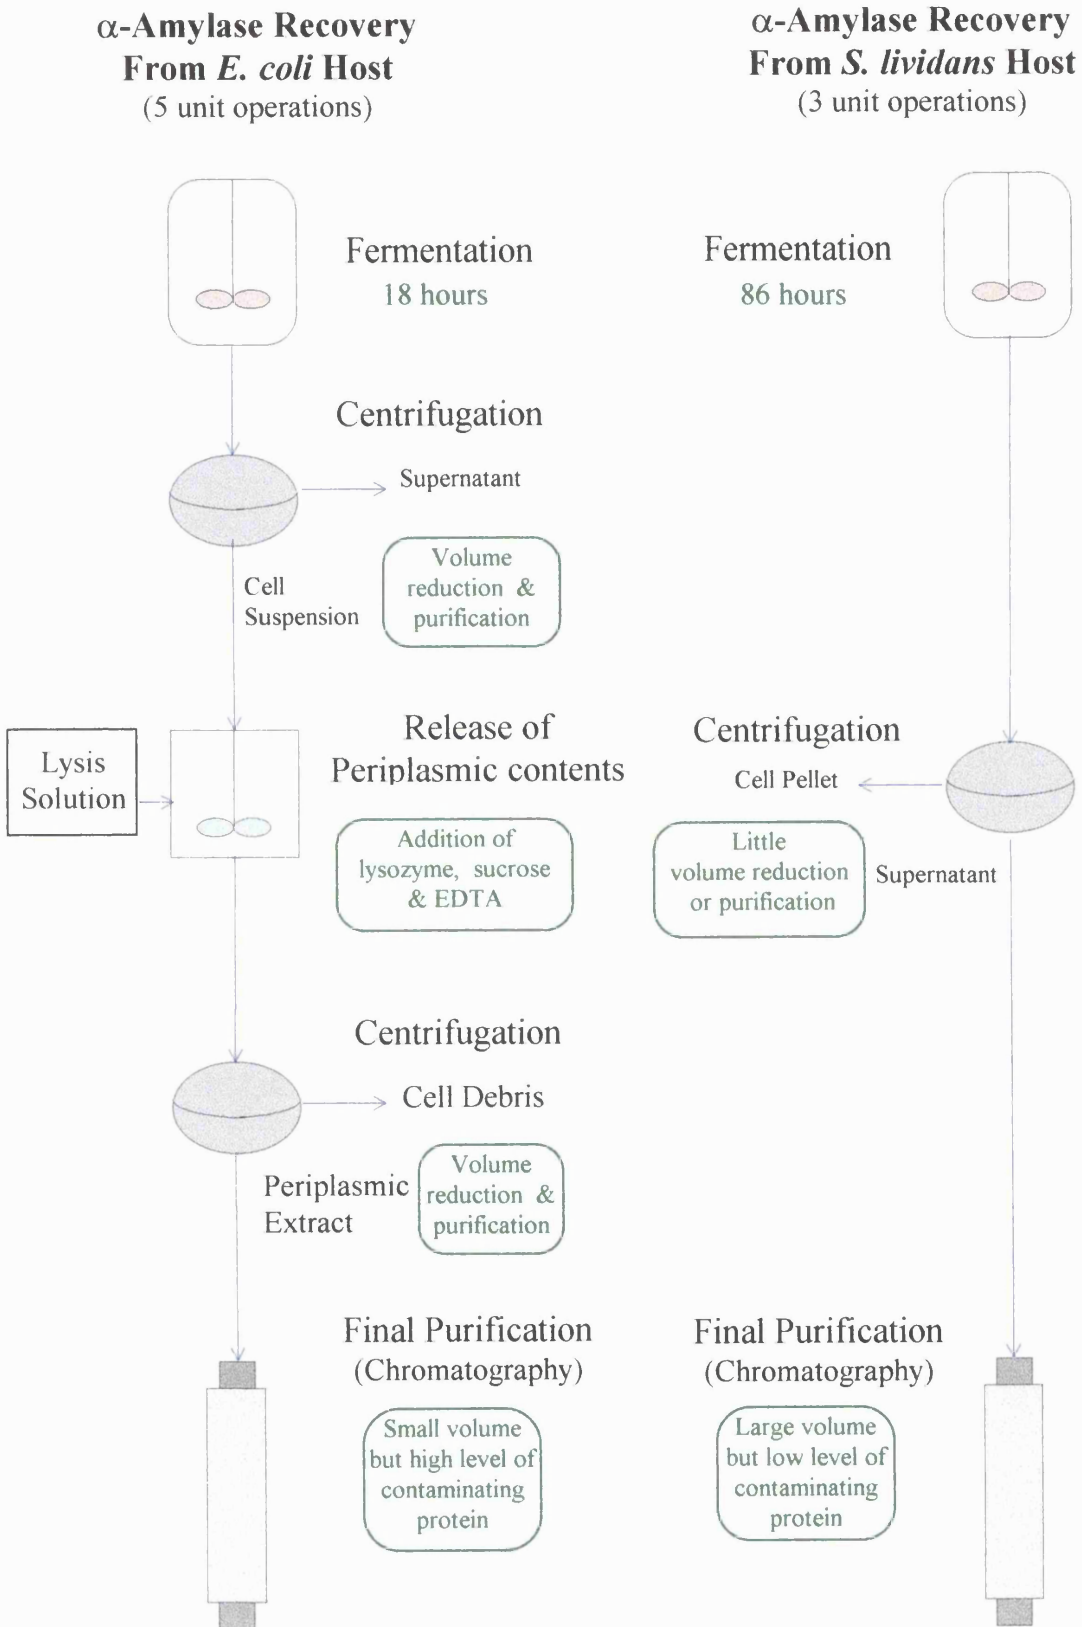 α-Amylase Recovery
From E. coli Host
(5 unit operations)
α-Amylase Recovery
From S. lividans Host
(3 unit operations)
Fermentation
18 hours
Fermentation
86 hours
Centrifugation
Supernatant
Cell
Suspension
Volume
reduction &
purification
Lysis
Solution
Release of
Periplasmic contents
Addition of
lysozyme, sucrose
& EDTA
Centrifugation
Cell Pellet
Little
volume reduction
or purification
Supernatant
Centrifugation
Cell Debris
Periplasmic
Extract
Volume
reduction &
purification
Final Purification
(Chromatography)
Small volume
but high level of
contaminating
protein
Final Purification
(Chromatography)
Large volume
but low level of
contaminating
protein